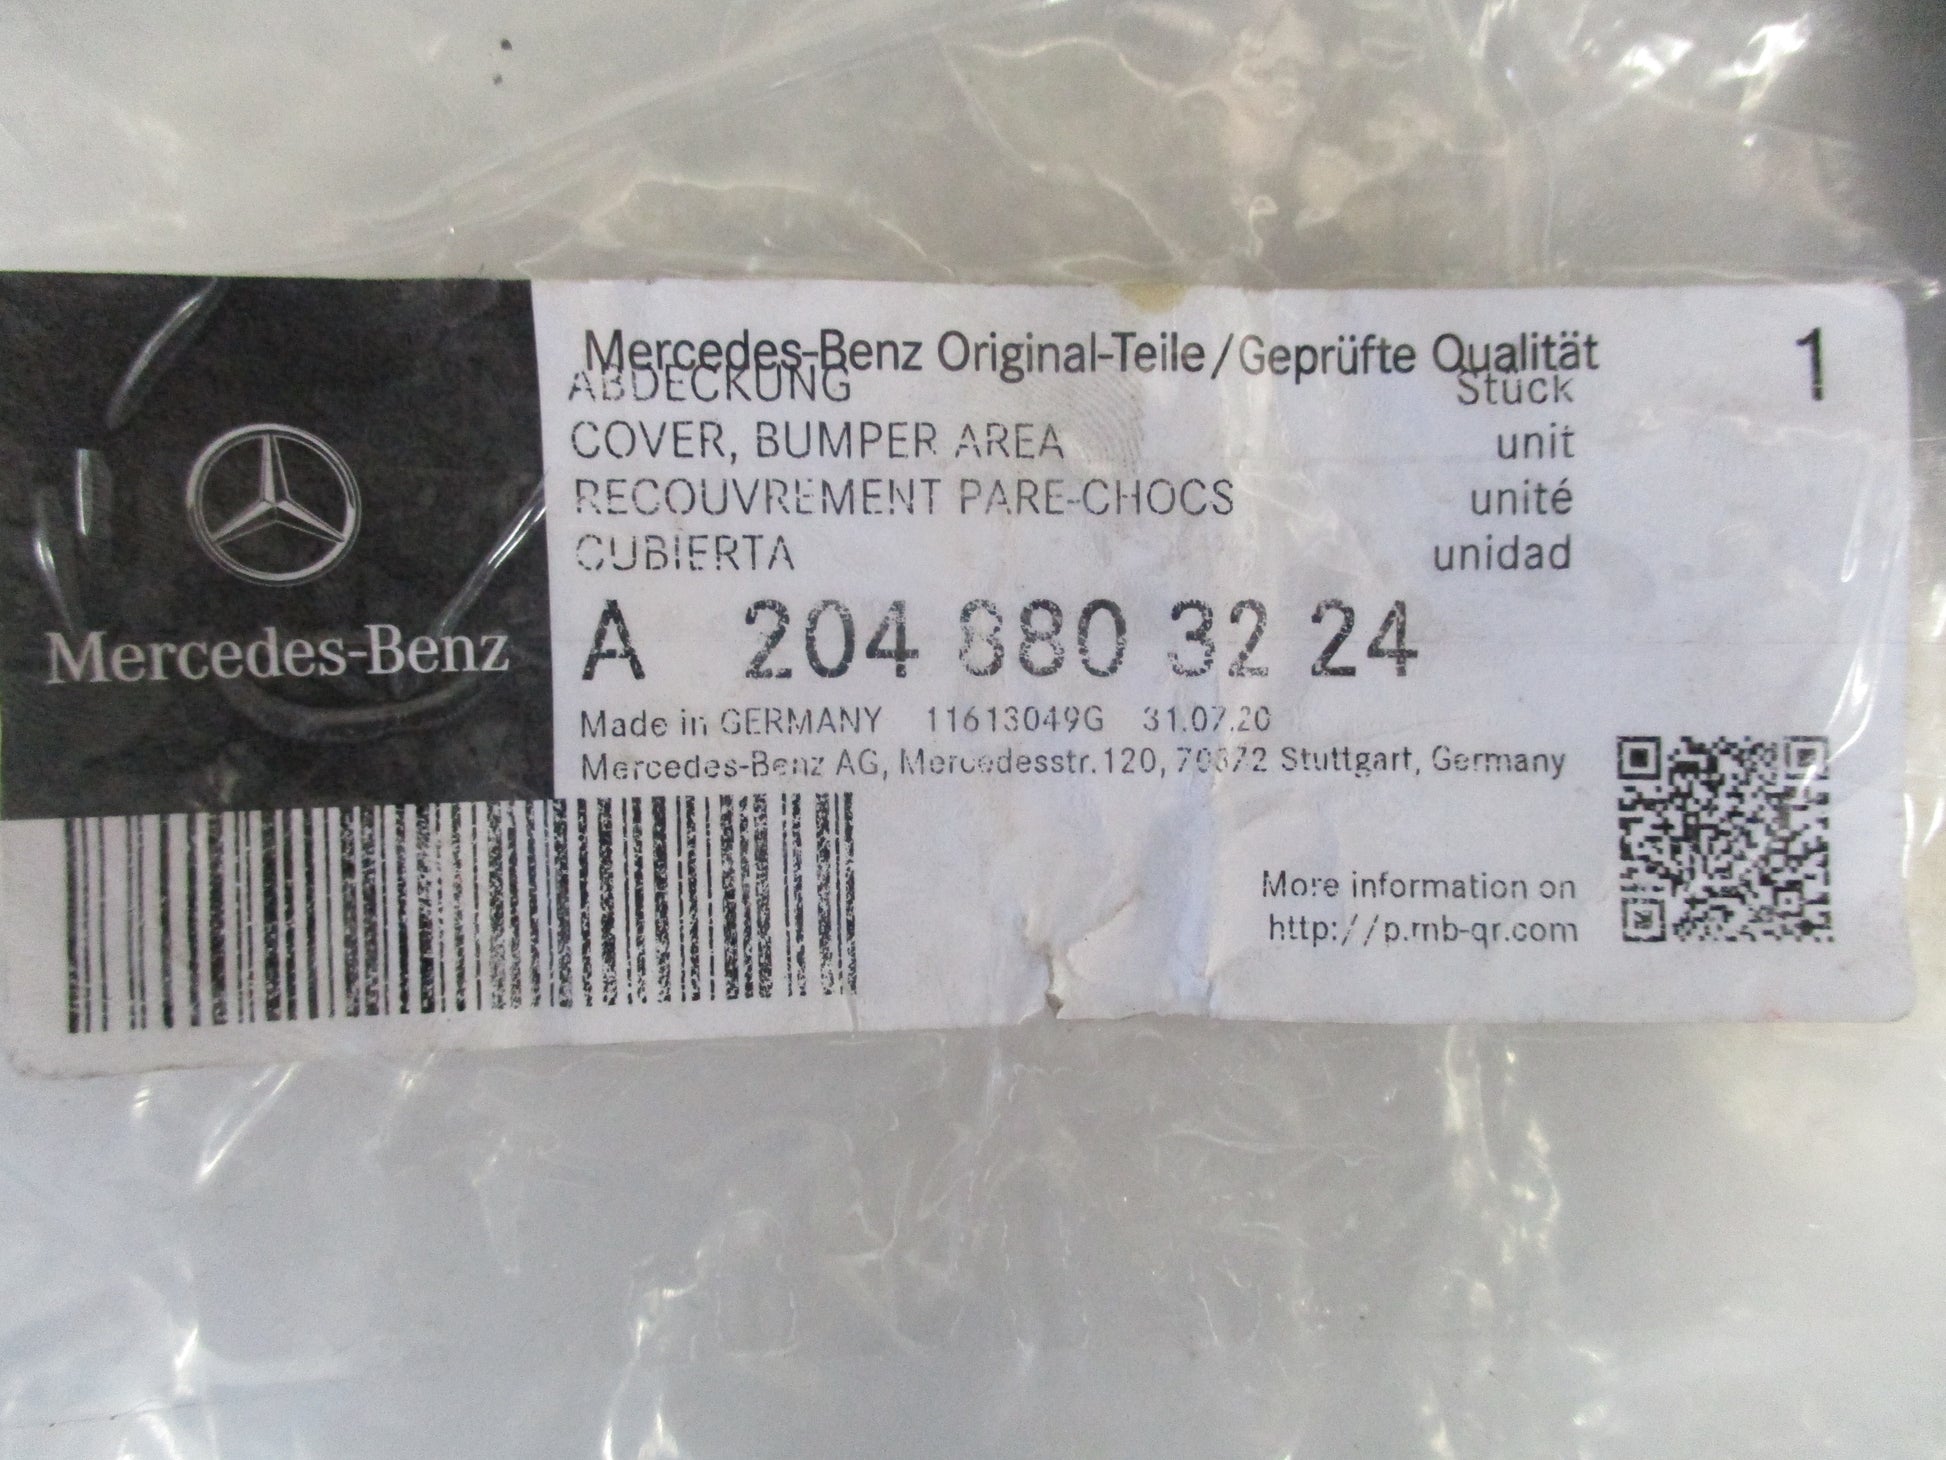 Mercedes-Benz Original-Teile/Geprüfte Qualität 1
ABDECKUNG Stück
COVER, BUMPER AREA unit
RECOUVREMENT PARE-CHOCS unité
CUBIERTA unidad
Mercedes-Benz
A 204 880 32 24
Made in GERMANY 11613049G 31.07.20
Mercedes-Benz AG, Mercedesstr.120, 70372 Stuttgart, Germany
More information on
http://p.mb-qr.com